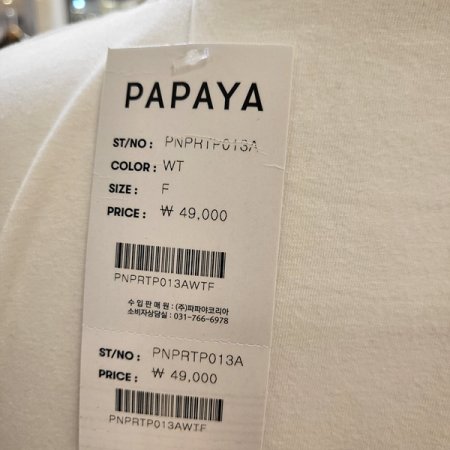 PAPAYA
ST/NO : PNPRTP013A
COLOR : WT
SIZE : F
PRICE : ₩ 49,000
PNPRTP013AWTF
수 입 판 매 원 : (주)파파야코리아
소비자상담실 : 031-766-6978
ST/NO : PNPRTP013A
PRICE : ₩ 49,000
PNPRTP013AWTF